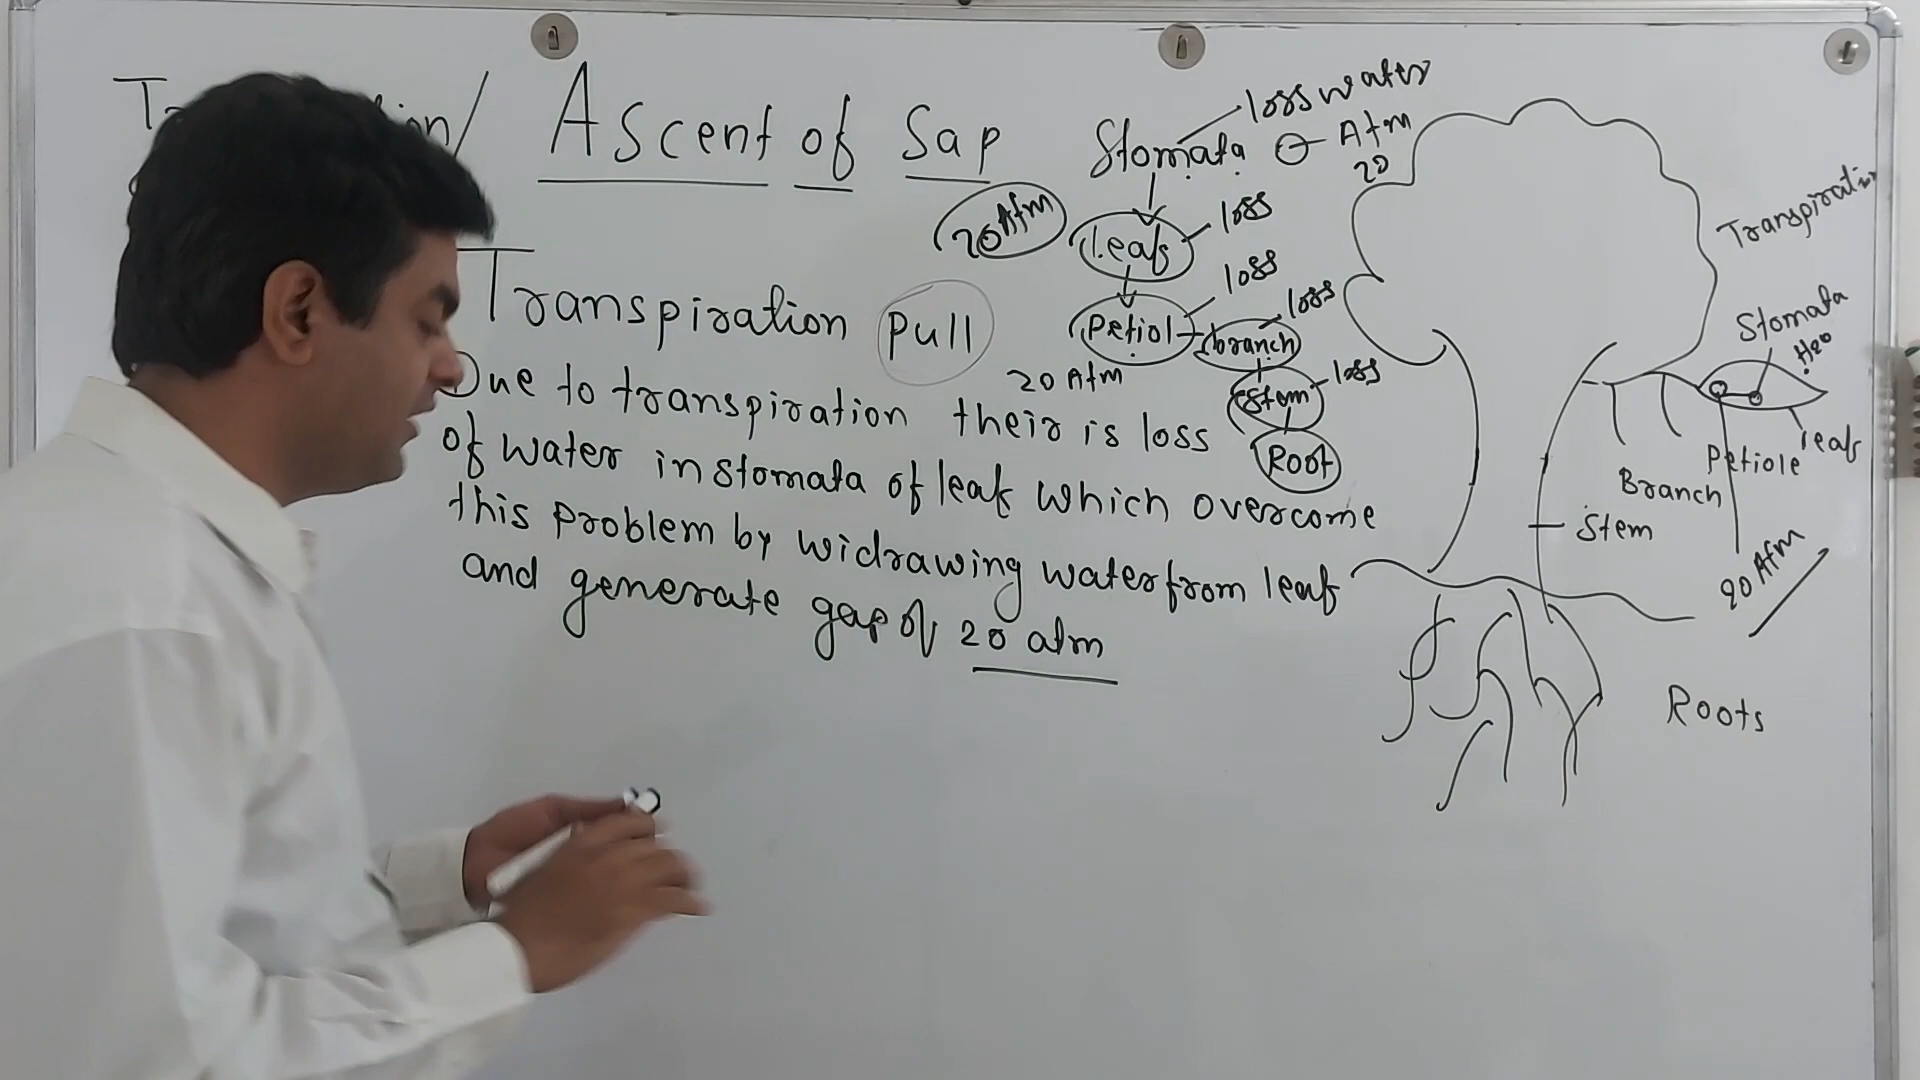 Ascent of Sap
Transpiration Pull
Due to transpiration their is loss
of water in stomata of leaf which overcome
this problem by widrawing water from leaf
and generate gap of 20 atm
loss water
Stomata ⊖ Atm
20
20 Atm
leaf loss
Petiol loss
branch loss
20 Atm
Stem loss
Root
Transpiration
Stomata
H2O
leaf
Petiole
Branch
Stem
20 Atm
Roots